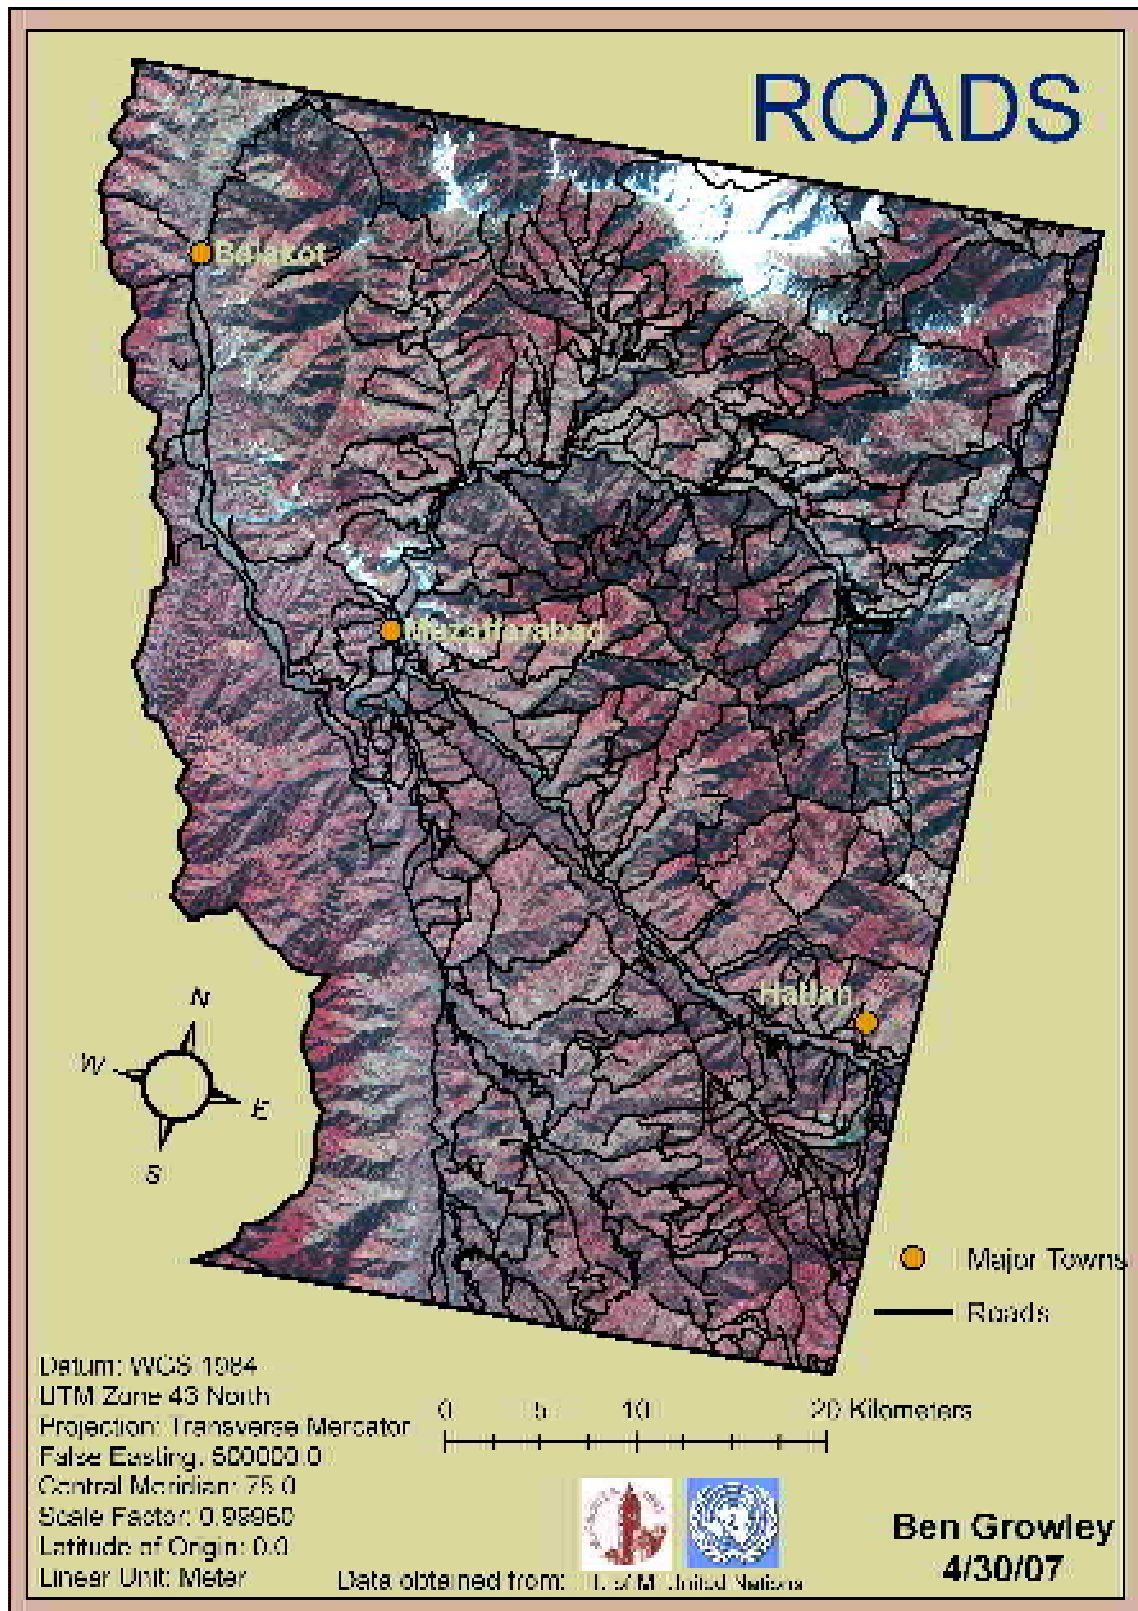 ROADS
Balakot
Muzaffarabad
Hatian
N
W
E
S
Major Towns
Roads
Datum: WGS 1984
UTM Zone 43 North
Projection: Transverse Mercator
False Easting: 500000.0
Central Meridian: 75.0
Scale Factor: 0.99960
Latitude of Origin: 0.0
Linear Unit: Meter
0 5 10 20 Kilometers
Data obtained from: U. of M. United Nations
Ben Growley
4/30/07